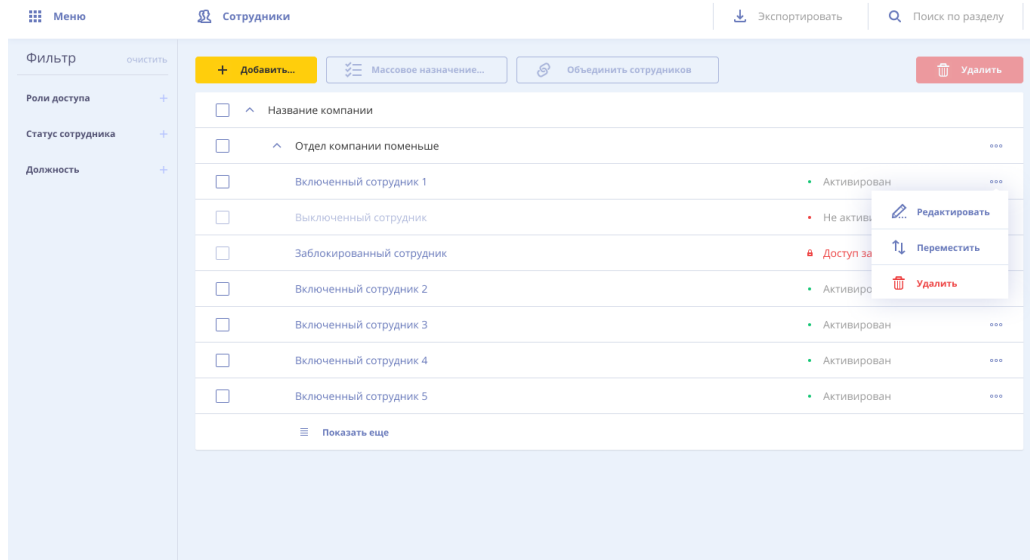 Меню
Сотрудники
Экспортировать
Поиск по разделу
Фильтр
очистить
Роли доступа
Статус сотрудника
Должность
Добавить...
Массовое назначение...
Объединить сотрудников
Удалить
Название компании
Отдел компании поменьше
Включенный сотрудник 1 Активирован
Выключенный сотрудник Не
Заблокированный сотрудник Доступ
Включенный сотрудник 2
Включенный сотрудник 3 Активирован
Включенный сотрудник 4 Активирован
Включенный сотрудник 5 Активирован
Показать еще
Редактировать
Переместить
Удалить